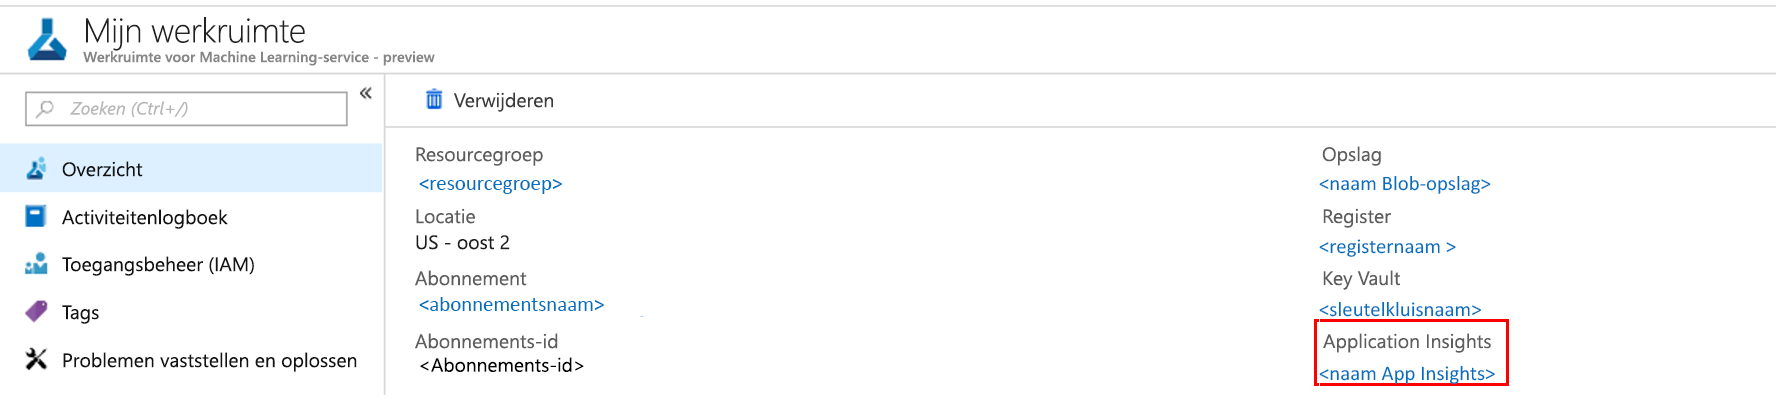 Mijn werkruimte
Werkruimte voor Machine Learning-service - preview
Zoeken (Ctrl+/)
«
Overzicht
Activiteitenlogboek
Toegangsbeheer (IAM)
Tags
Problemen vaststellen en oplossen
Verwijderen
Resourcegroep
<resourcegroep>
Locatie
US - oost 2
Abonnement
<abonnementsnaam>
Abonnements-id
<Abonnements-id>
Opslag
<naam Blob-opslag>
Register
<registernaam >
Key Vault
<sleutelkluisnaam>
Application Insights
<naam App Insights>